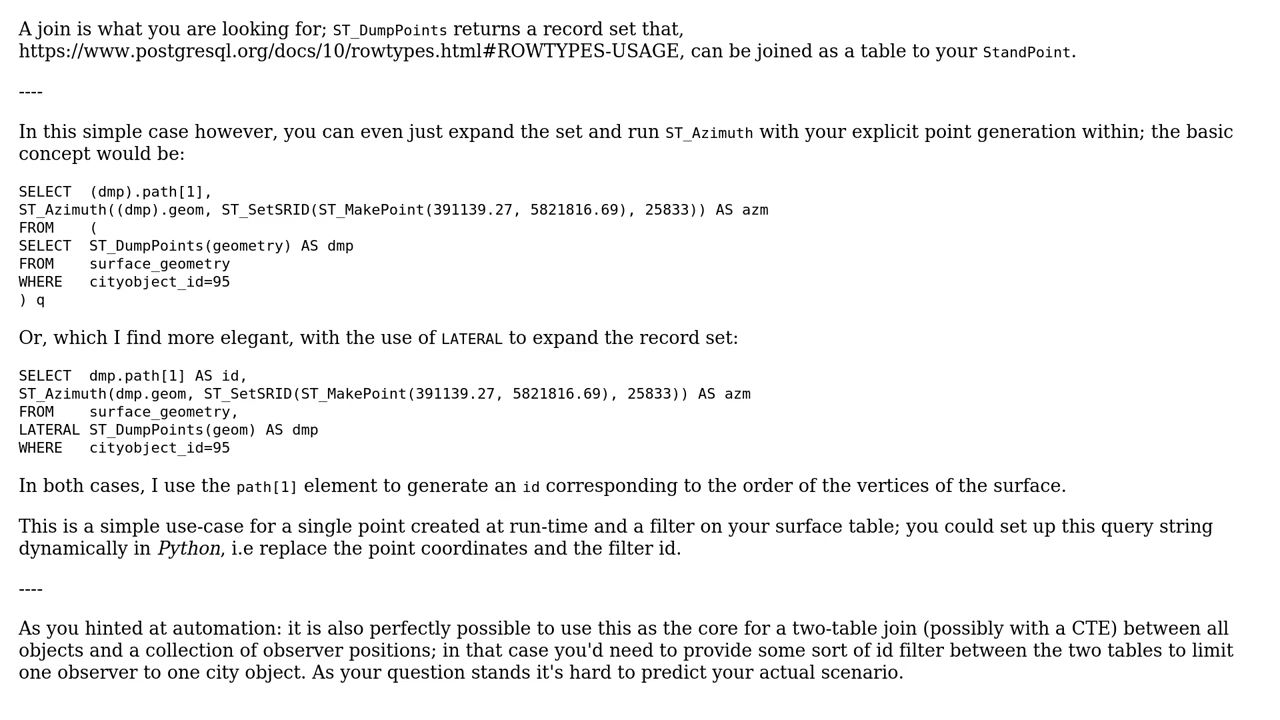 A join is what you are looking for; ST_DumpPoints returns a record set that,
https://www.postgresql.org/docs/10/rowtypes.html#ROWTYPES-USAGE, can be joined as a table to your StandPoint.
----
In this simple case however, you can even just expand the set and run ST_Azimuth with your explicit point generation within; the basic
concept would be:
SELECT  (dmp).path[1],
ST_Azimuth((dmp).geom, ST_SetSRID(ST_MakePoint(391139.27, 5821816.69), 25833)) AS azm
FROM    (
SELECT  ST_DumpPoints(geometry) AS dmp
FROM    surface_geometry
WHERE   cityobject_id=95
) q
Or, which I find more elegant, with the use of LATERAL to expand the record set:
SELECT  dmp.path[1] AS id,
ST_Azimuth(dmp.geom, ST_SetSRID(ST_MakePoint(391139.27, 5821816.69), 25833)) AS azm
FROM    surface_geometry,
LATERAL ST_DumpPoints(geom) AS dmp
WHERE   cityobject_id=95
In both cases, I use the path[1] element to generate an id corresponding to the order of the vertices of the surface.
This is a simple use-case for a single point created at run-time and a filter on your surface table; you could set up this query string
dynamically in Python, i.e replace the point coordinates and the filter id.
----
As you hinted at automation: it is also perfectly possible to use this as the core for a two-table join (possibly with a CTE) between all
objects and a collection of observer positions; in that case you'd need to provide some sort of id filter between the two tables to limit
one observer to one city object. As your question stands it's hard to predict your actual scenario.